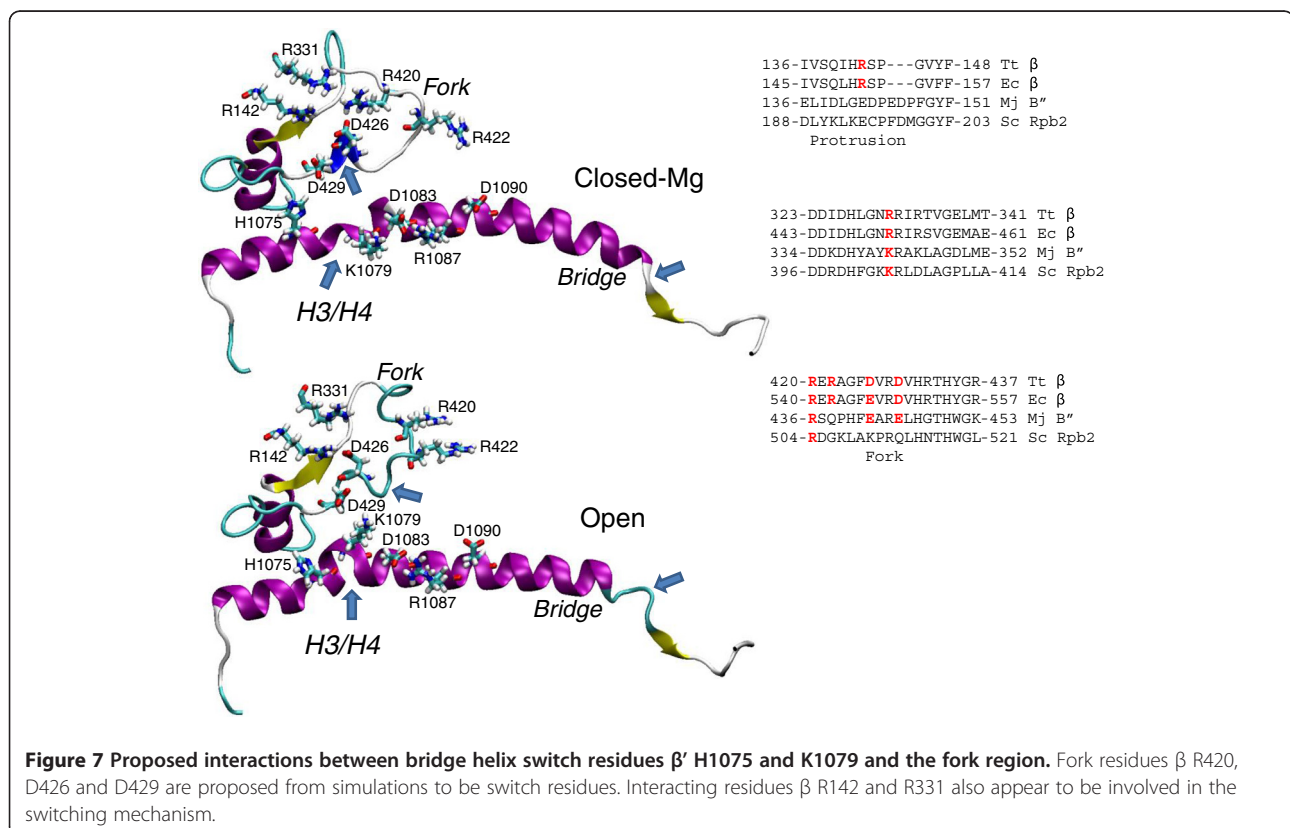 R331
R420
Fork
R142
D426
R422
D429
Closed-Mg
D1083
D1090
H1075
K1079
R1087
Bridge
H3/H4
136-IVSQIHRSP---GVYF-148 Tt β
145-IVSQLHRSP---GVFF-157 Ec β
136-ELIDLGEDPEDPFGYF-151 Mj B″
188-DLYKLKECPFDMGGYF-203 Sc Rpb2
Protrusion
323-DDIDHLGNRRIRTVGELMT-341 Tt β
443-DDIDHLGNRRIRSVGEMAE-461 Ec β
334-DDKDHYAYKRAKLAGDLME-352 Mj B″
396-DDRDHFGKKRLDLAGPLLA-414 Sc Rpb2
Fork
R331
R420
R142
D426
R422
D429
K1079
Open
D1083
D1090
H1075
R1087
Bridge
H3/H4
420-RERAGFDVRDVHRTHYGR-437 Tt β
540-RERAGFEVRDVHRTHYGR-557 Ec β
436-RSQPHFEARELHGTHWGK-453 Mj B″
504-RDGKLAKPRQLHNTHWGL-521 Sc Rpb2
Fork
Figure 7 Proposed interactions between bridge helix switch residues β′ H1075 and K1079 and the fork region. Fork residues β R420,
D426 and D429 are proposed from simulations to be switch residues. Interacting residues β R142 and R331 also appear to be involved in the
switching mechanism.